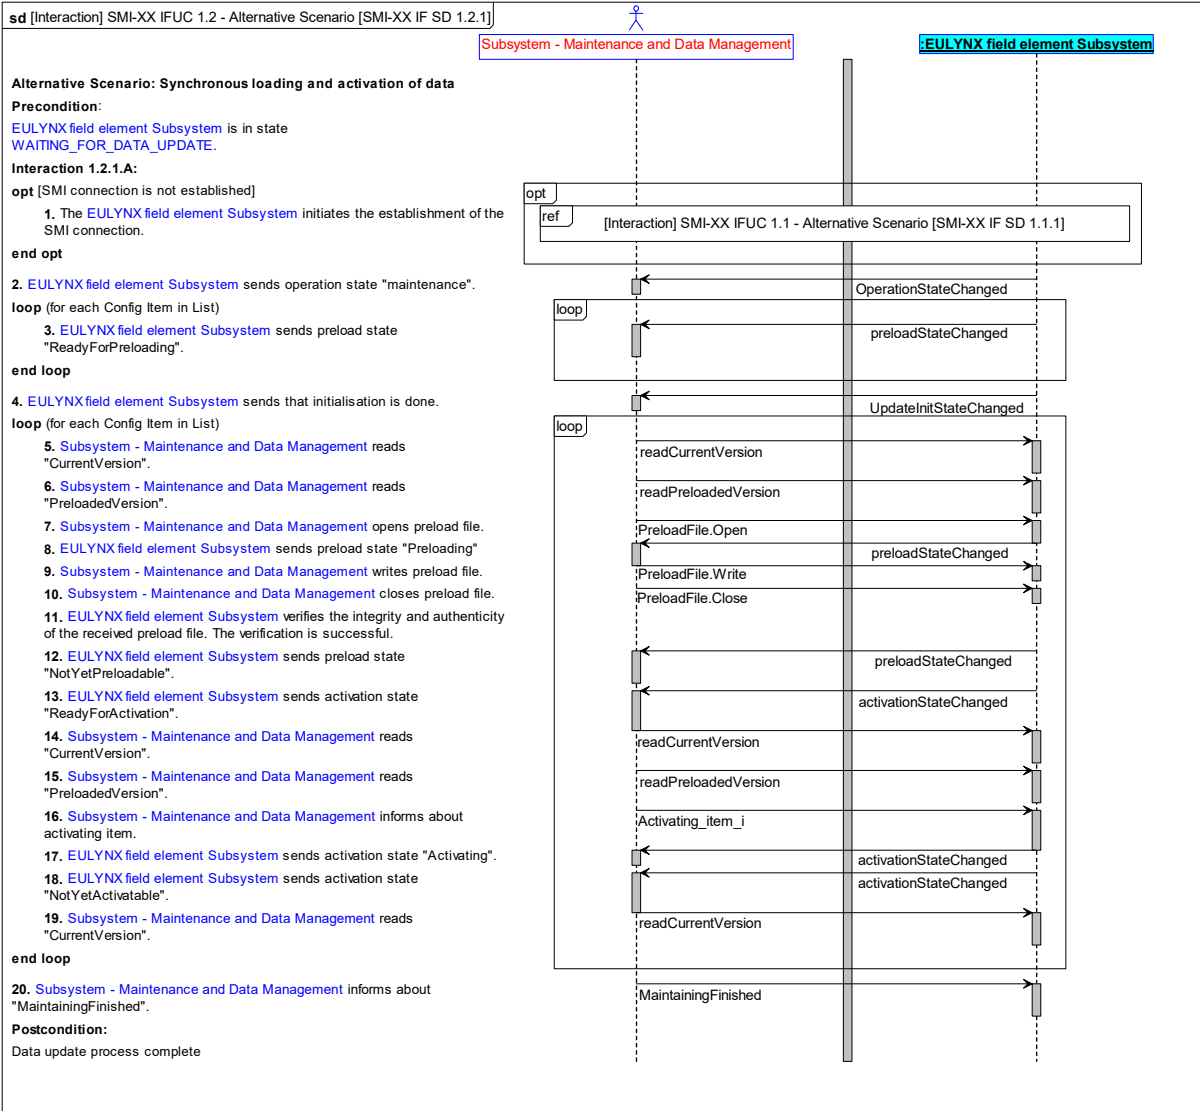 sd [Interaction] SMI-XX IFUC 1.2 - Alternative Scenario [SMI-XX IF SD 1.2.1]
Subsystem - Maintenance and Data Management
:EULYNX field element Subsystem
Alternative Scenario: Synchronous loading and activation of data
Precondition:
EULYNX field element Subsystem is in state
WAITING_FOR_DATA_UPDATE.
Interaction 1.2.1.A:
opt [SMI connection is not established]
1. The EULYNX field element Subsystem initiates the establishment of the
SMI connection.
end opt
opt
ref
[Interaction] SMI-XX IFUC 1.1 - Alternative Scenario [SMI-XX IF SD 1.1.1]
2. EULYNX field element Subsystem sends operation state "maintenance".
OperationStateChanged
loop (for each Config Item in List)
loop
3. EULYNX field element Subsystem sends preload state
"ReadyForPreloading".
preloadStateChanged
end loop
4. EULYNX field element Subsystem sends that initialisation is done.
UpdateInitStateChanged
loop (for each Config Item in List)
loop
5. Subsystem - Maintenance and Data Management reads
"CurrentVersion".
readCurrentVersion
6. Subsystem - Maintenance and Data Management reads
"PreloadedVersion".
readPreloadedVersion
7. Subsystem - Maintenance and Data Management opens preload file.
PreloadFile.Open
8. EULYNX field element Subsystem sends preload state "Preloading"
preloadStateChanged
9. Subsystem - Maintenance and Data Management writes preload file.
PreloadFile.Write
10. Subsystem - Maintenance and Data Management closes preload file.
PreloadFile.Close
11. EULYNX field element Subsystem verifies the integrity and authenticity
of the received preload file. The verification is successful.
12. EULYNX field element Subsystem sends preload state
"NotYetPreloadable".
preloadStateChanged
13. EULYNX field element Subsystem sends activation state
"ReadyForActivation".
activationStateChanged
14. Subsystem - Maintenance and Data Management reads
"CurrentVersion".
readCurrentVersion
15. Subsystem - Maintenance and Data Management reads
"PreloadedVersion".
readPreloadedVersion
16. Subsystem - Maintenance and Data Management informs about
activating item.
Activating_item_i
17. EULYNX field element Subsystem sends activation state "Activating".
activationStateChanged
18. EULYNX field element Subsystem sends activation state
"NotYetActivatable".
activationStateChanged
19. Subsystem - Maintenance and Data Management reads
"CurrentVersion".
readCurrentVersion
end loop
20. Subsystem - Maintenance and Data Management informs about
"MaintainingFinished".
MaintainingFinished
Postcondition:
Data update process complete